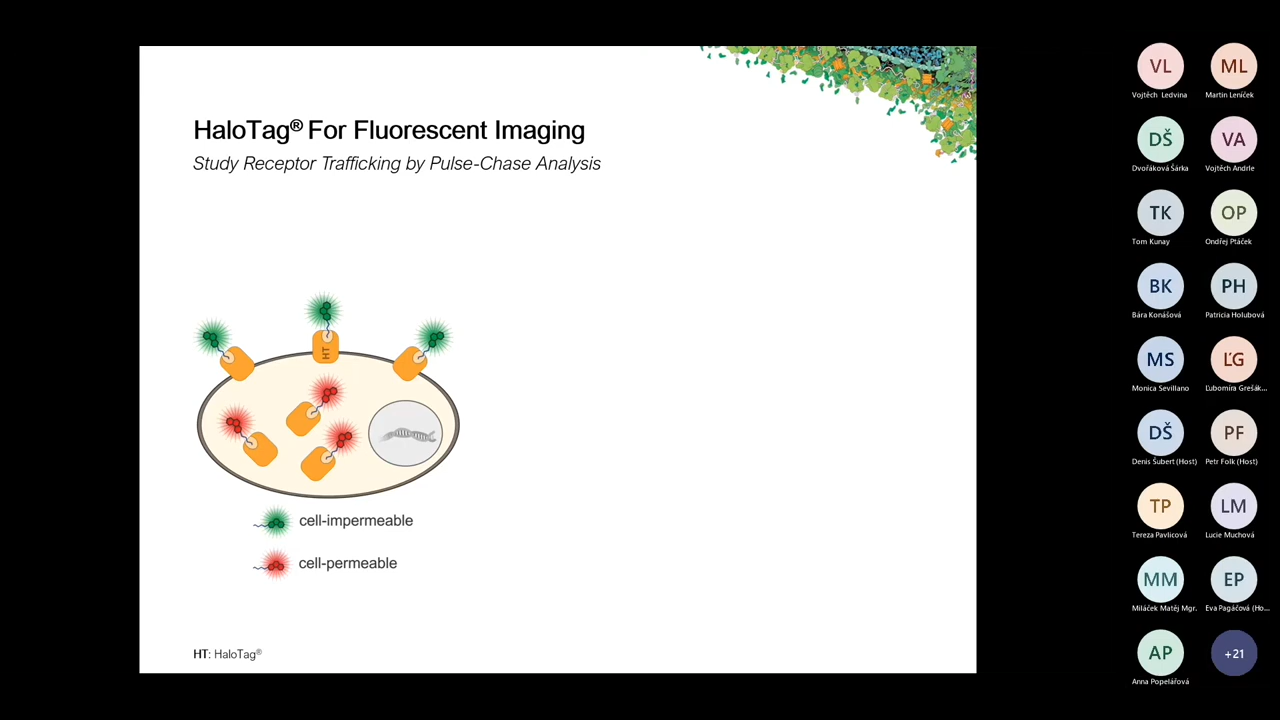 HaloTag® For Fluorescent Imaging
Study Receptor Trafficking by Pulse-Chase Analysis
HT
cell-impermeable
cell-permeable
HT: HaloTag®
VL
Vojtěch Ledvina
ML
Martin Leníček
DŠ
Dvořáková Šárka
VA
Vojtěch Andrle
TK
Tom Kunay
OP
Ondřej Ptáček
BK
Bára Konášová
PH
Patricia Holubová
MS
Monica Sevillano
ĽG
Ľubomíra Grešák...
DŠ
Denis Šubert (Host)
PF
Petr Folk (Host)
TP
Tereza Pavlicová
LM
Lucie Muchová
MM
Miláček Matěj Mgr.
EP
Eva Pagáčová (Ho...
AP
Anna Popelářová
+21